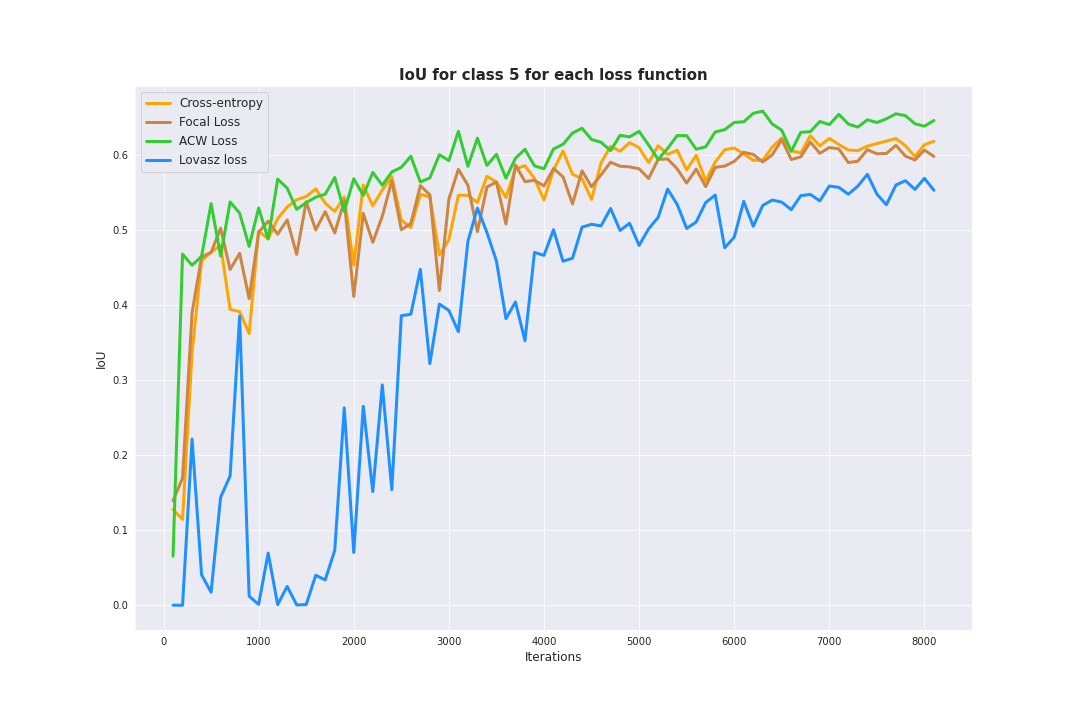 IoU for class 5 for each loss function
Cross-entropy
Focal Loss
ACW Loss
Lovasz loss
IoU
0.6
0.5
0.4
0.3
0.2
0.1
0.0
0 1000 2000 3000 4000 5000 6000 7000 8000
Iterations